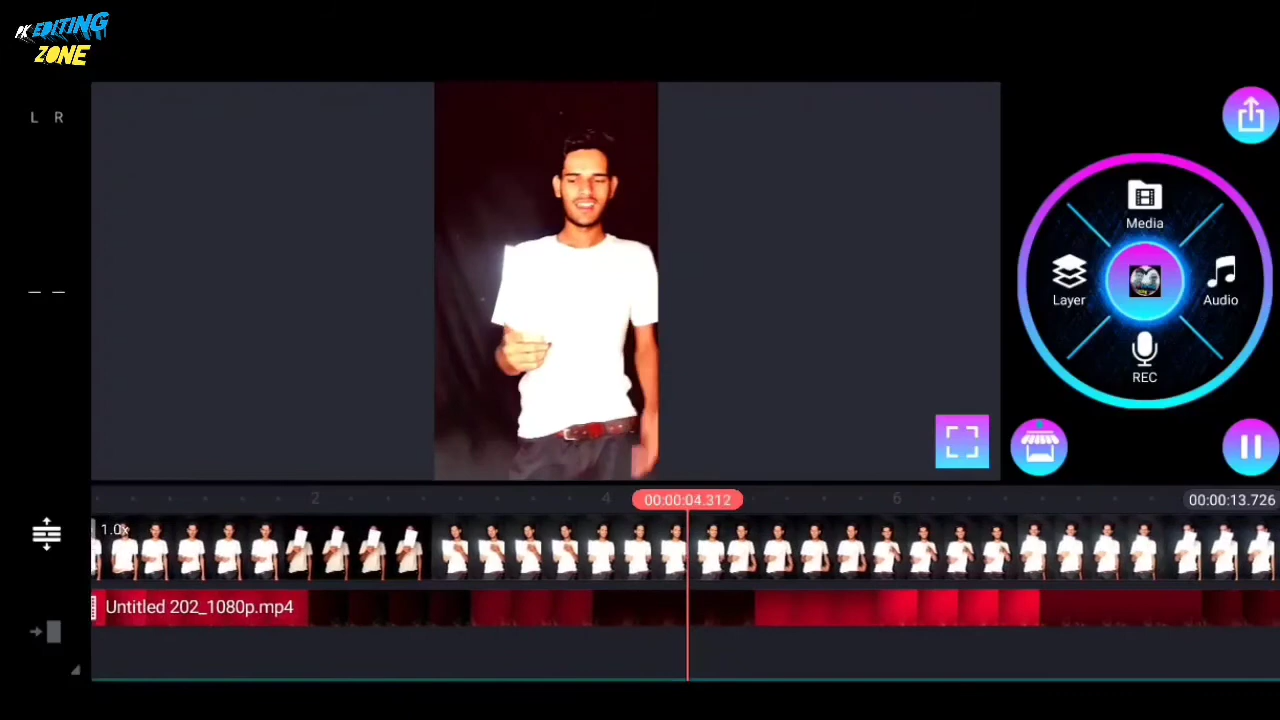 PK EDITING
ZONE
L R
Media
Layer
Audio
REC
2 4 6
00:00:04.312
00:00:13.726
1.0x
Untitled 202_1080p.mp4